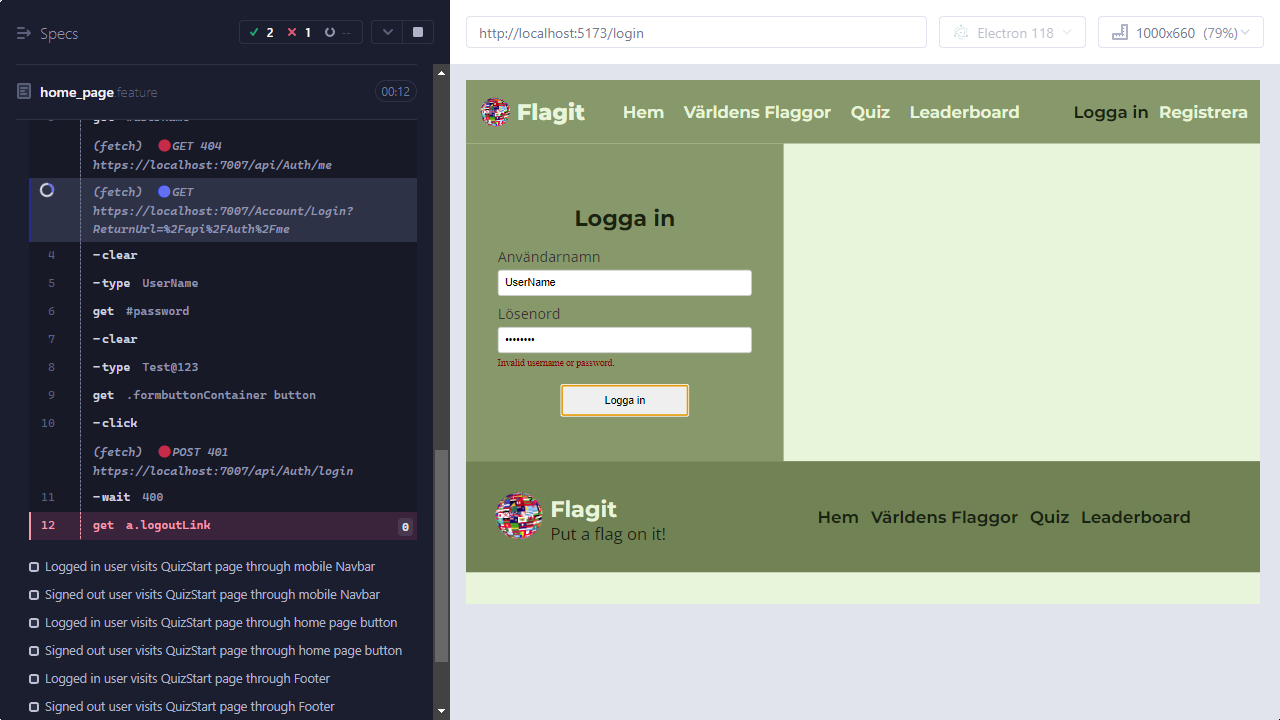 Specs
2
1
--
home_page feature
00:12
(fetch) GET 404
https://localhost:7007/api/Auth/me
(fetch) GET
https://localhost:7007/Account/Login?
ReturnUrl=%2Fapi%2FAuth%2Fme
4 -clear
5 -type UserName
6 get #password
7 -clear
8 -type Test@123
9 get .formbuttonContainer button
10 -click
(fetch) POST 401
https://localhost:7007/api/Auth/login
11 -wait 400
12 get a.logoutLink 0
Logged in user visits QuizStart page through mobile Navbar
Signed out user visits QuizStart page through mobile Navbar
Logged in user visits QuizStart page through home page button
Signed out user visits QuizStart page through home page button
Logged in user visits QuizStart page through Footer
Signed out user visits QuizStart page through Footer
http://localhost:5173/login
Electron 118
1000x660 (79%)
Flagit
Hem Världens Flaggor Quiz Leaderboard
Logga in Registrera
Logga in
Användarnamn
UserName
Lösenord
••••••••
Invalid username or password.
Logga in
Flagit
Put a flag on it!
Hem Världens Flaggor Quiz Leaderboard